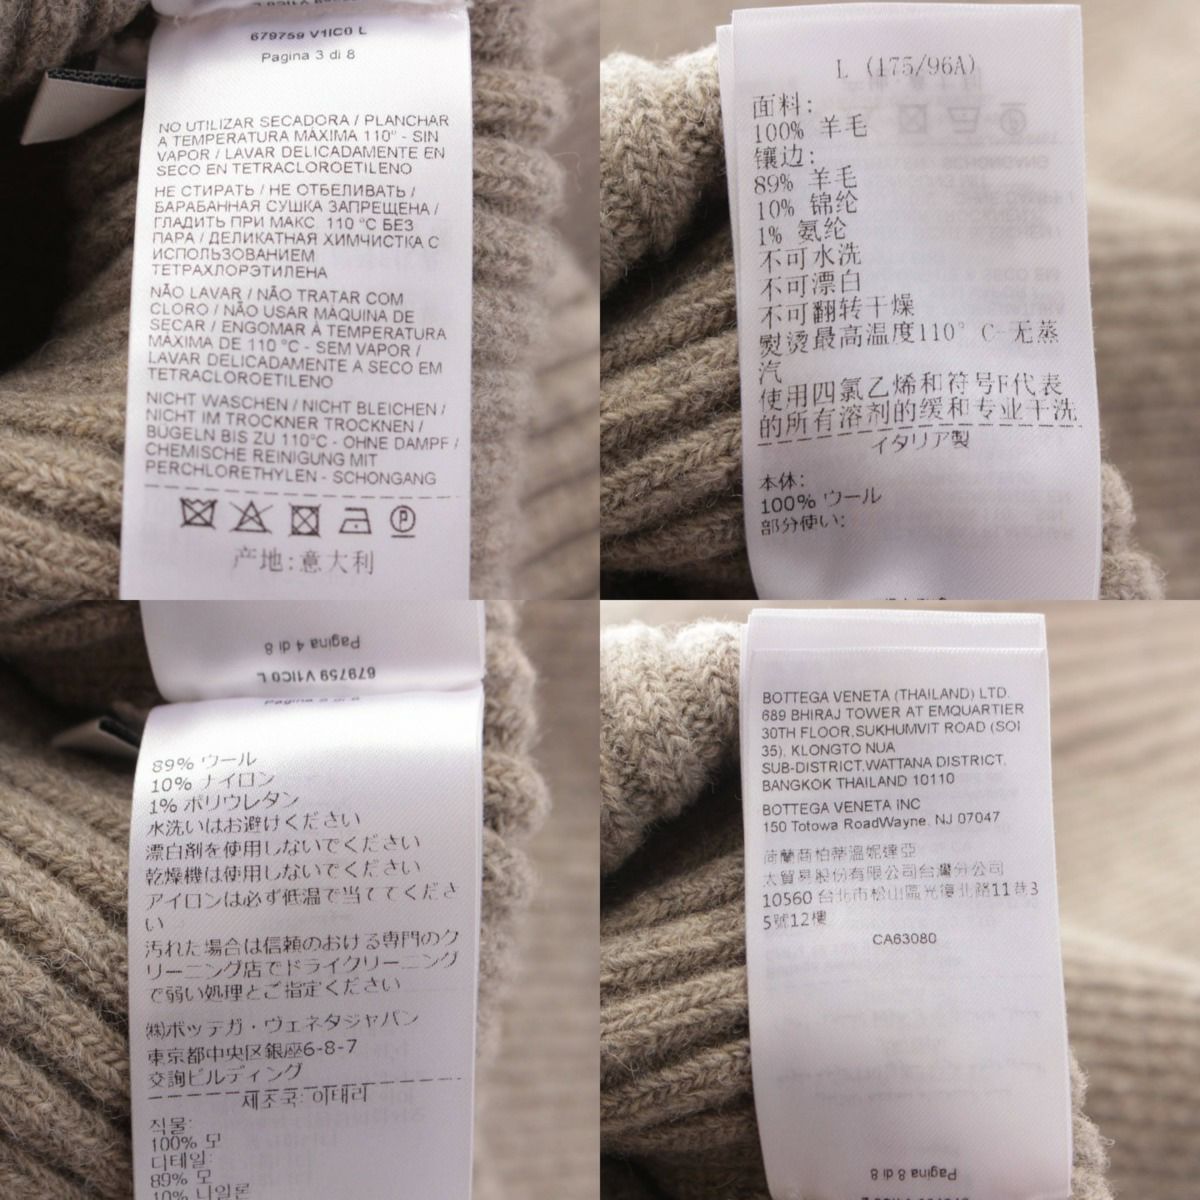 679759 V1IC0 L
Pagina 3 di 8
NO UTILIZAR SECADORA / PLANCHAR
A TEMPERATURA MÁXIMA 110° - SIN
VAPOR / LAVAR DELICADAMENTE EN
SECO EN TETRACLOROETILENO
НЕ СТИРАТЬ / НЕ ОТБЕЛИВАТЬ /
БАРАБАННАЯ СУШКА ЗАПРЕЩЕНА /
ГЛАДИТЬ ПРИ МАКС 110 °C БЕЗ
ПАРА / ДЕЛИКАТНАЯ ХИМЧИСТКА С
ИСПОЛЬЗОВАНИЕМ
ТЕТРАХЛОРЭТИЛЕНА
NÃO LAVAR / NÃO TRATAR COM
CLORO / NÃO USAR MÁQUINA DE
SECAR / ENGOMAR À TEMPERATURA
MÁXIMA DE 110 °C - SEM VAPOR /
LAVAR DELICADAMENTE A SECO EM
TETRACLOROETILENO
NICHT WASCHEN / NICHT BLEICHEN /
NICHT IM TROCKNER TROCKNEN /
BÜGELN BIS ZU 110°C - OHNE DAMPF /
CHEMISCHE REINIGUNG MIT
PERCHLORETHYLEN - SCHONGANG
P
产地:意大利
L (175/96A)
面料:
100% 羊毛
镶边:
89% 羊毛
10% 锦纶
1% 氨纶
不可水洗
不可漂白
不可翻转干燥
熨烫最高温度110° C-无蒸
汽
使用四氯乙烯和符号F代表
的所有溶剂的缓和专业干洗
イタリア製
本体:
100% ウール
部分使い:
Pagina 4 di 8
679759 V1IC0 L
89% ウール
10% ナイロン
1% ポリウレタン
水洗いはお避けください
漂白剤を使用しないでください
乾燥機は使用しないでください
アイロンは必ず低温で当ててくださ
い
汚れた場合は信頼のおける専門のク
リーニング店でドライクリーニング
で弱い処理とご指定ください
㈱ボッテガ・ヴェネタジャパン
東京都中央区銀座6-8-7
交詢ビルディング
제조국: 이태리
직물:
100% 모
디테일:
89% 모
10% 나일론
BOTTEGA VENETA (THAILAND) LTD.
689 BHIRAJ TOWER AT EMQUARTIER
30TH FLOOR,SUKHUMVIT ROAD (SOI
35), KLONGTO NUA
SUB-DISTRICT,WATTANA DISTRICT,
BANGKOK THAILAND 10110
BOTTEGA VENETA INC
150 Totowa RoadWayne, NJ 07047
荷蘭商柏蒂溫妮達亞
太貿易股份有限公司台灣分公司
10560 台北市松山區光復北路11巷3
5號12樓
CA63080
Pagina 8 di 8